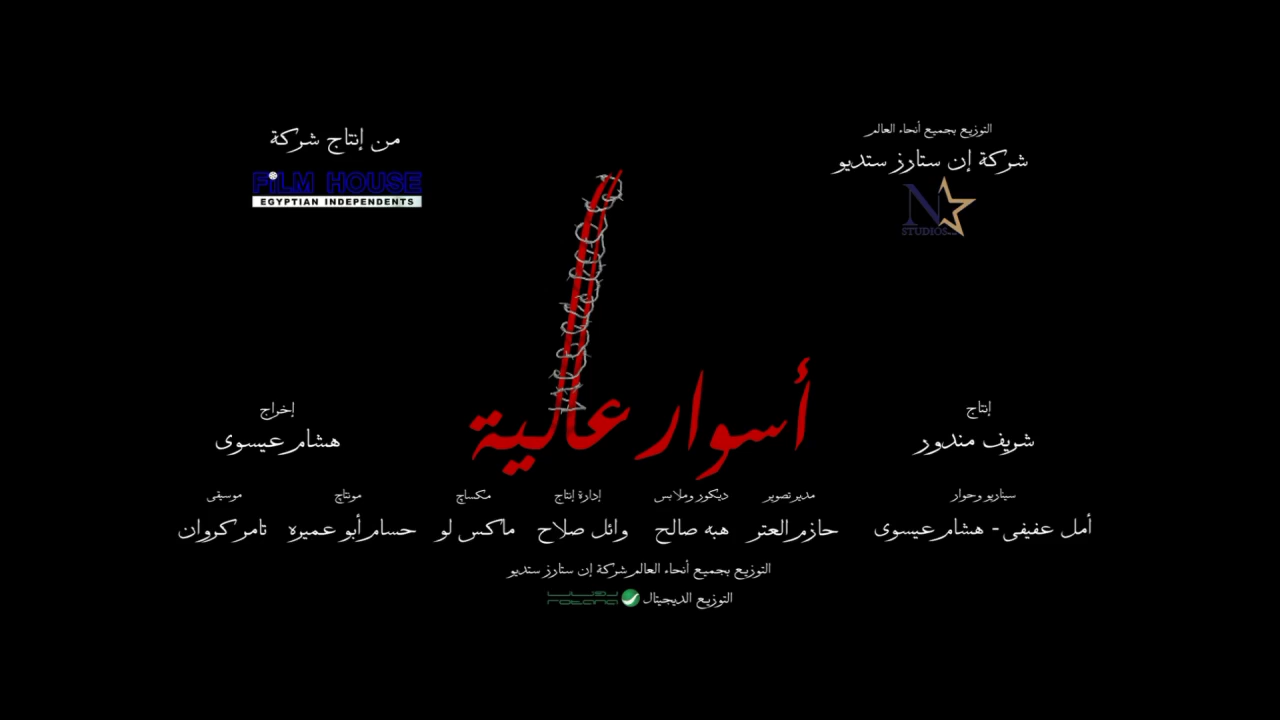 التوزيع بجميع أنحاء العالم
شركة إن ستارز ستديو
N STUDIOS
من إنتاج شركة
FILM HOUSE
EGYPTIAN INDEPENDENTS
أسوار عالية
إنتاج
شريف مندور
إخراج
هشام عيسوى
سيناريو وحوار
أمل عفيفى - هشام عيسوى
مدير تصوير
حازم العتر
ديكور وملابس
هبه صالح
إدارة إنتاج
وائل صلاح
مكساج
ماكس لو
مونتاج
حسام أبو عميره
موسيقى
تامر كروان
التوزيع بجميع أنحاء العالم شركة إن ستارز ستديو
التوزيع الديجيتال روتانا rotana